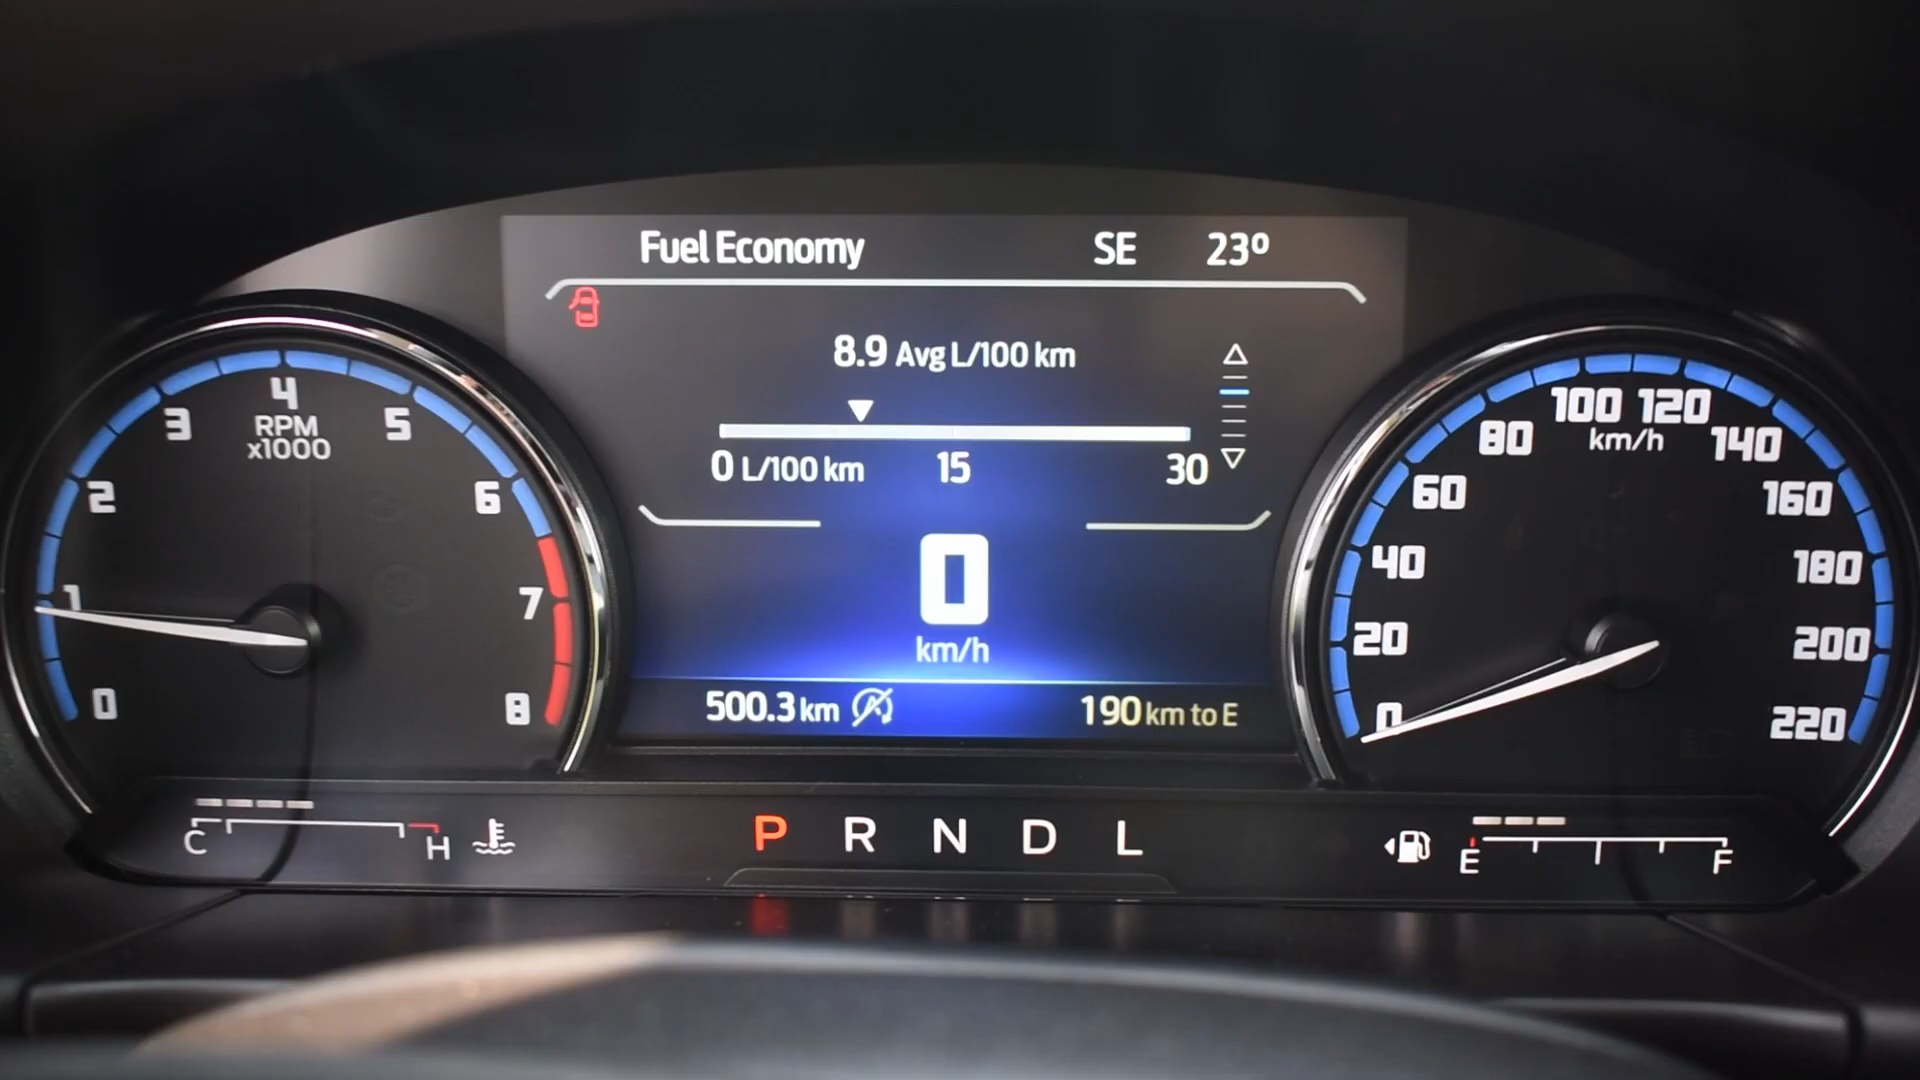 Fuel Economy SE 23º
8.9 Avg L/100 km
0 L/100 km 15 30
0
km/h
500.3 km A 190 km to E
0 1 2 3 4 5 6 7 8
RPM
x1000
0 20 40 60 80 100 120 140 160 180 200 220
km/h
C H
P R N D L
E F